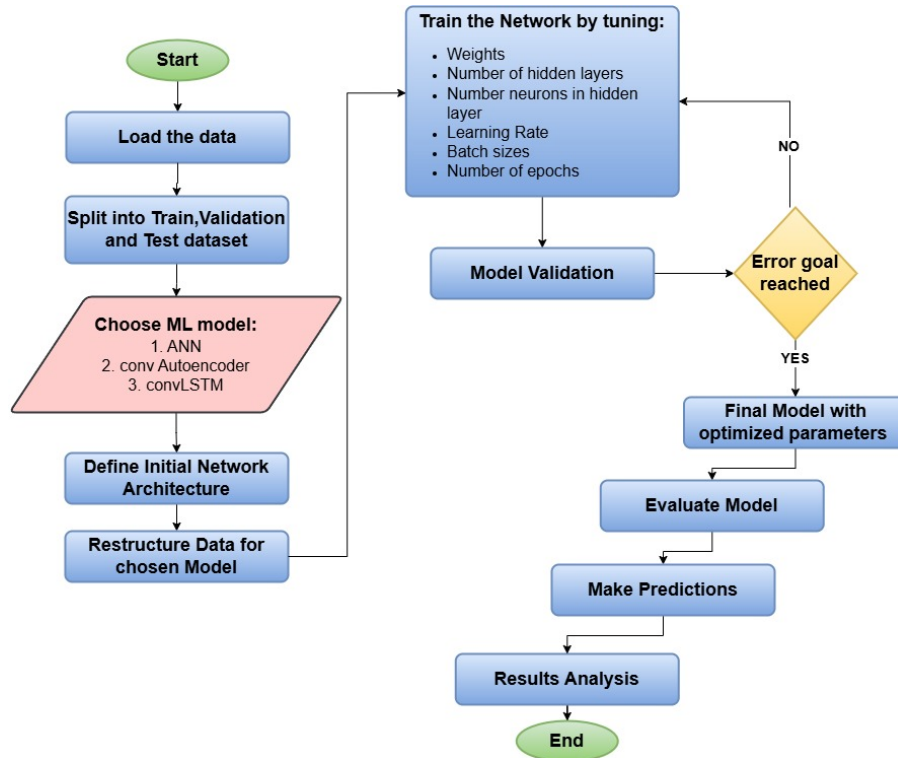 Start
Load the data
Split into Train,Validation
and Test dataset
Choose ML model:
1. ANN
2. conv Autoencoder
3. convLSTM
Define Initial Network
Architecture
Restructure Data for
chosen Model
Train the Network by tuning:
• Weights
• Number of hidden layers
• Number neurons in hidden
layer
• Learning Rate
• Batch sizes
• Number of epochs
Model Validation
Error goal
reached
NO
YES
Final Model with
optimized parameters
Evaluate Model
Make Predictions
Results Analysis
End